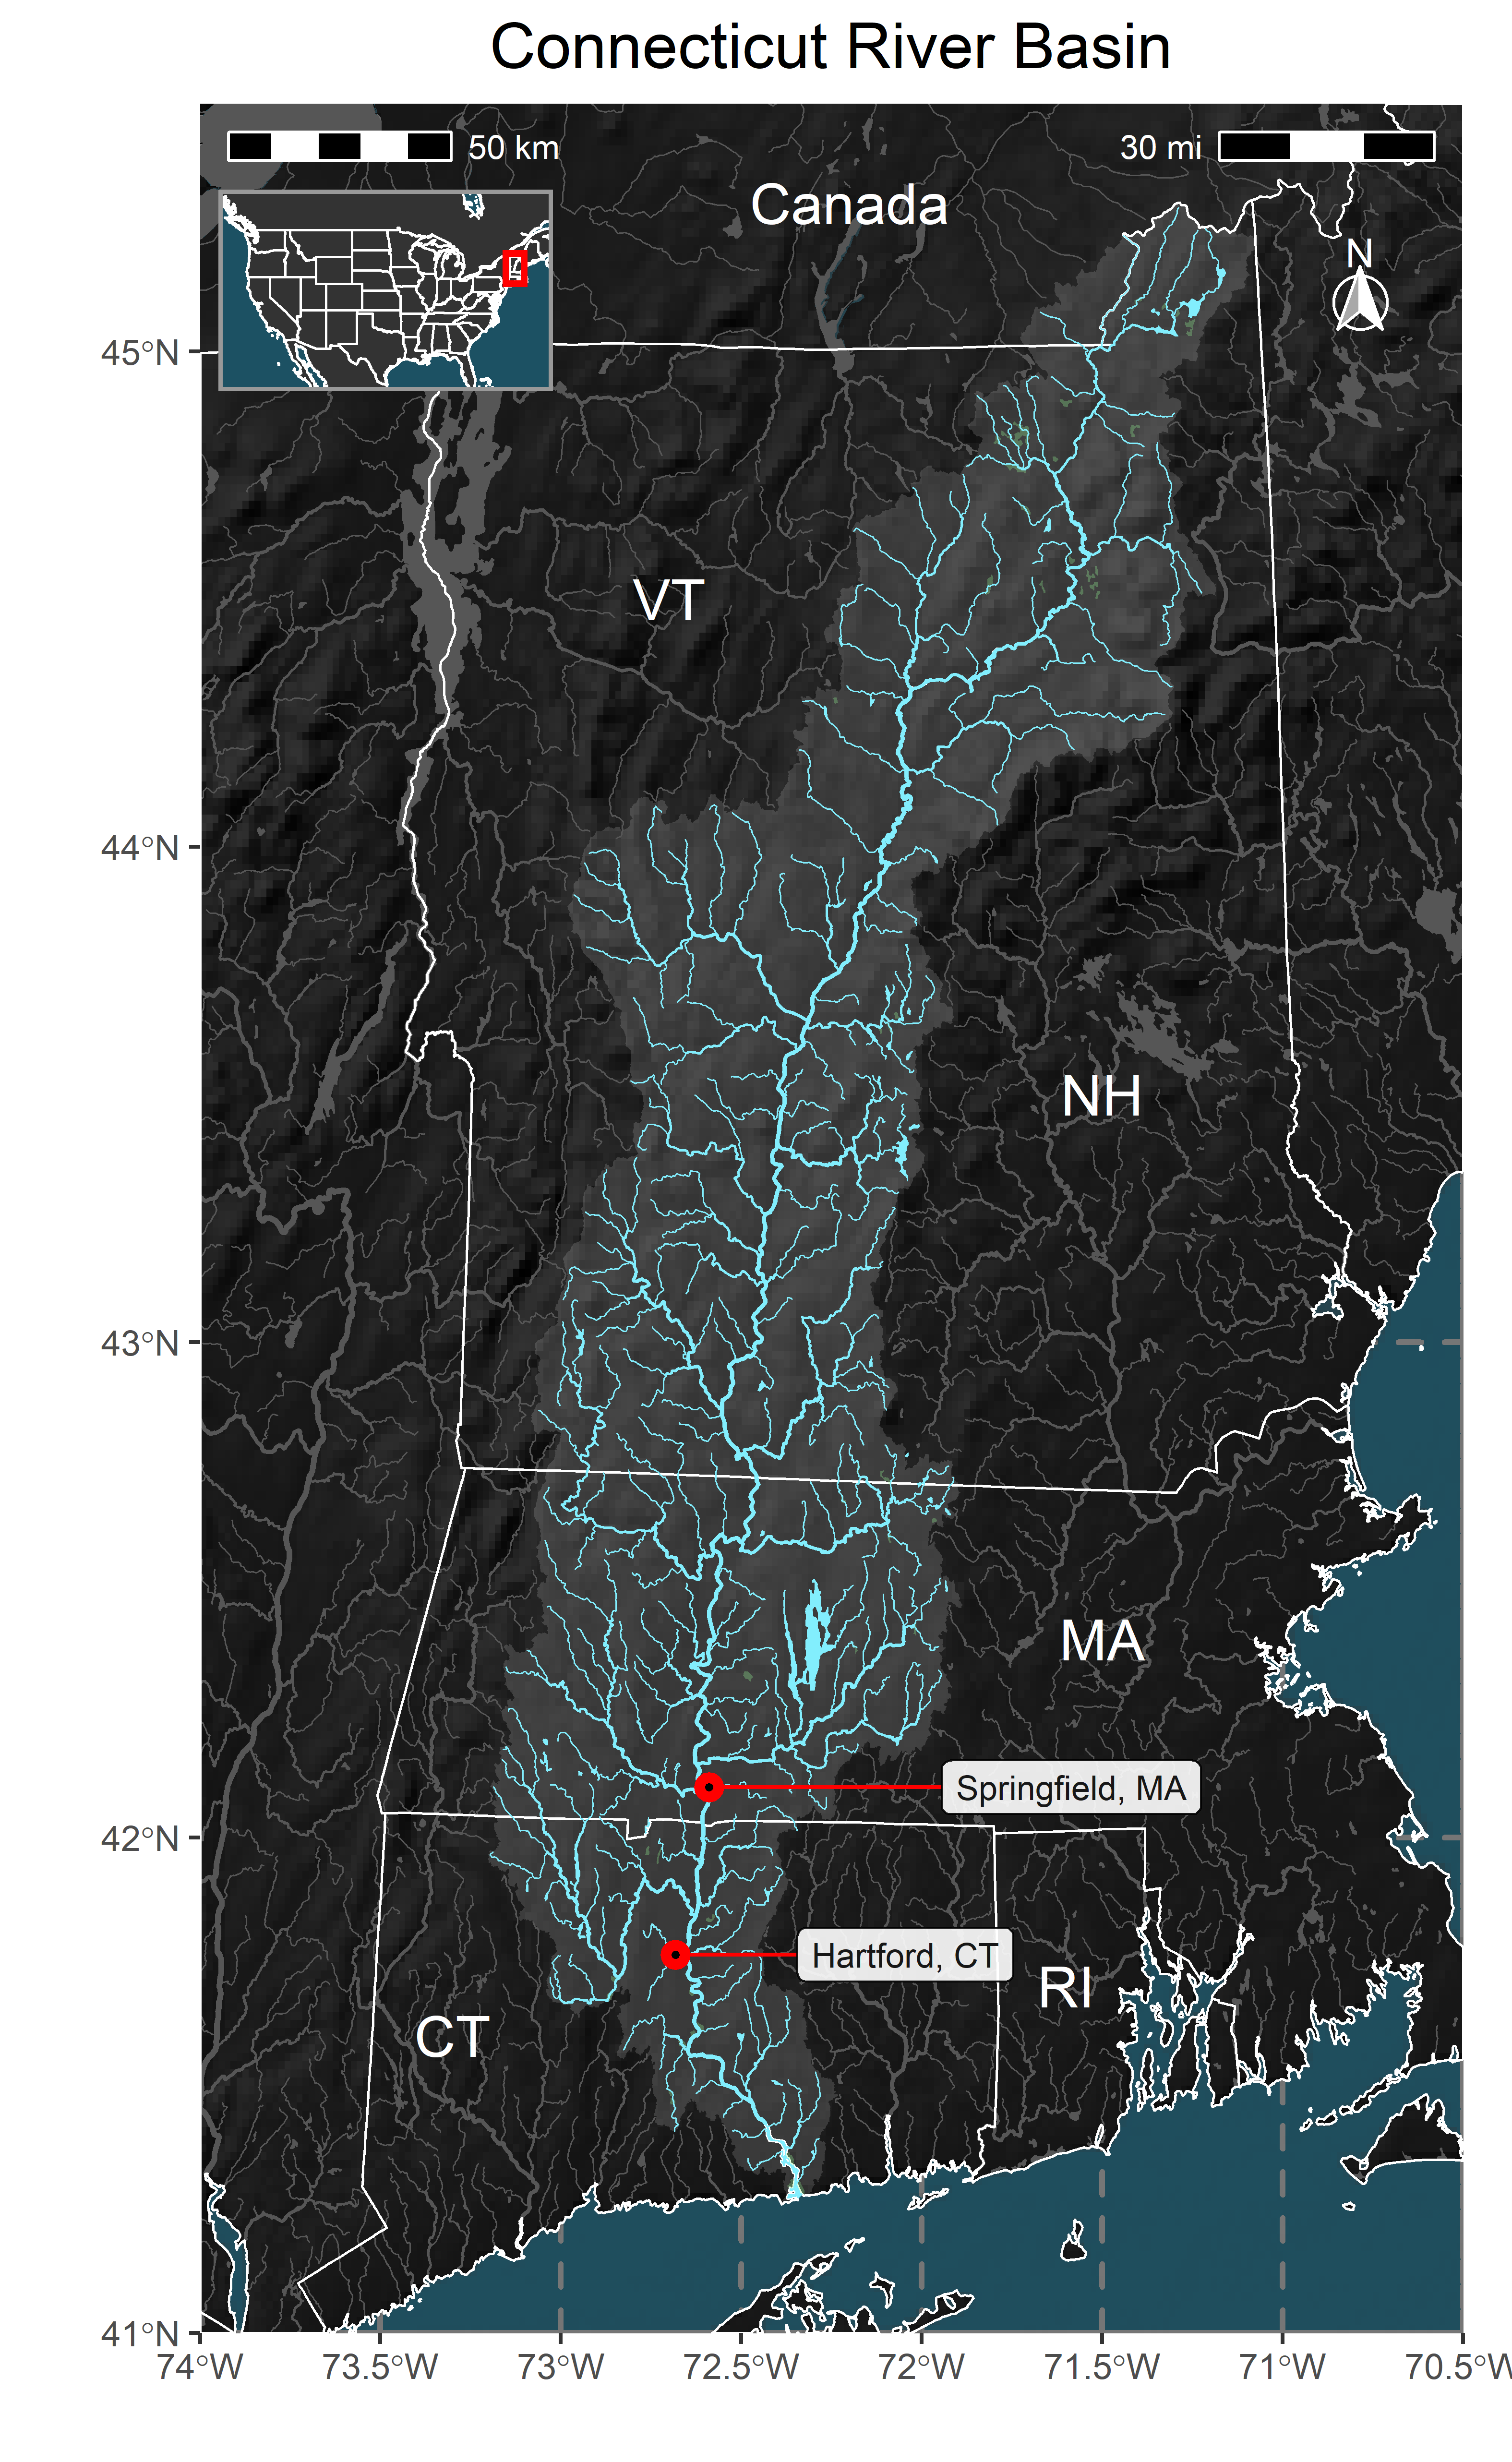 Connecticut River Basin
50 km
30 mi
Canada
N
45°N
VT
44°N
NH
43°N
MA
Springfield, MA
42°N
Hartford, CT
RI
CT
41°N
74°W
73.5°W
73°W
72.5°W
72°W
71.5°W
71°W
70.5°W